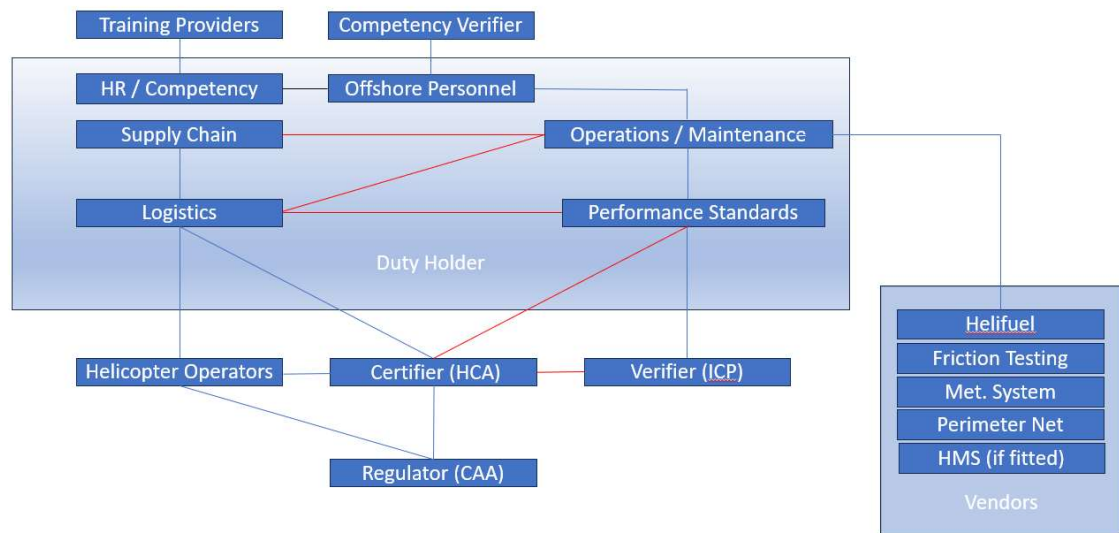 Training Providers
Competency Verifier
HR / Competency
Offshore Personnel
Supply Chain
Operations / Maintenance
Logistics
Performance Standards
Duty Holder
Helifuel
Helicopter Operators
Certifier (HCA)
Verifier (ICP)
Friction Testing
Met. System
Perimeter Net
HMS (if fitted)
Regulator (CAA)
Vendors